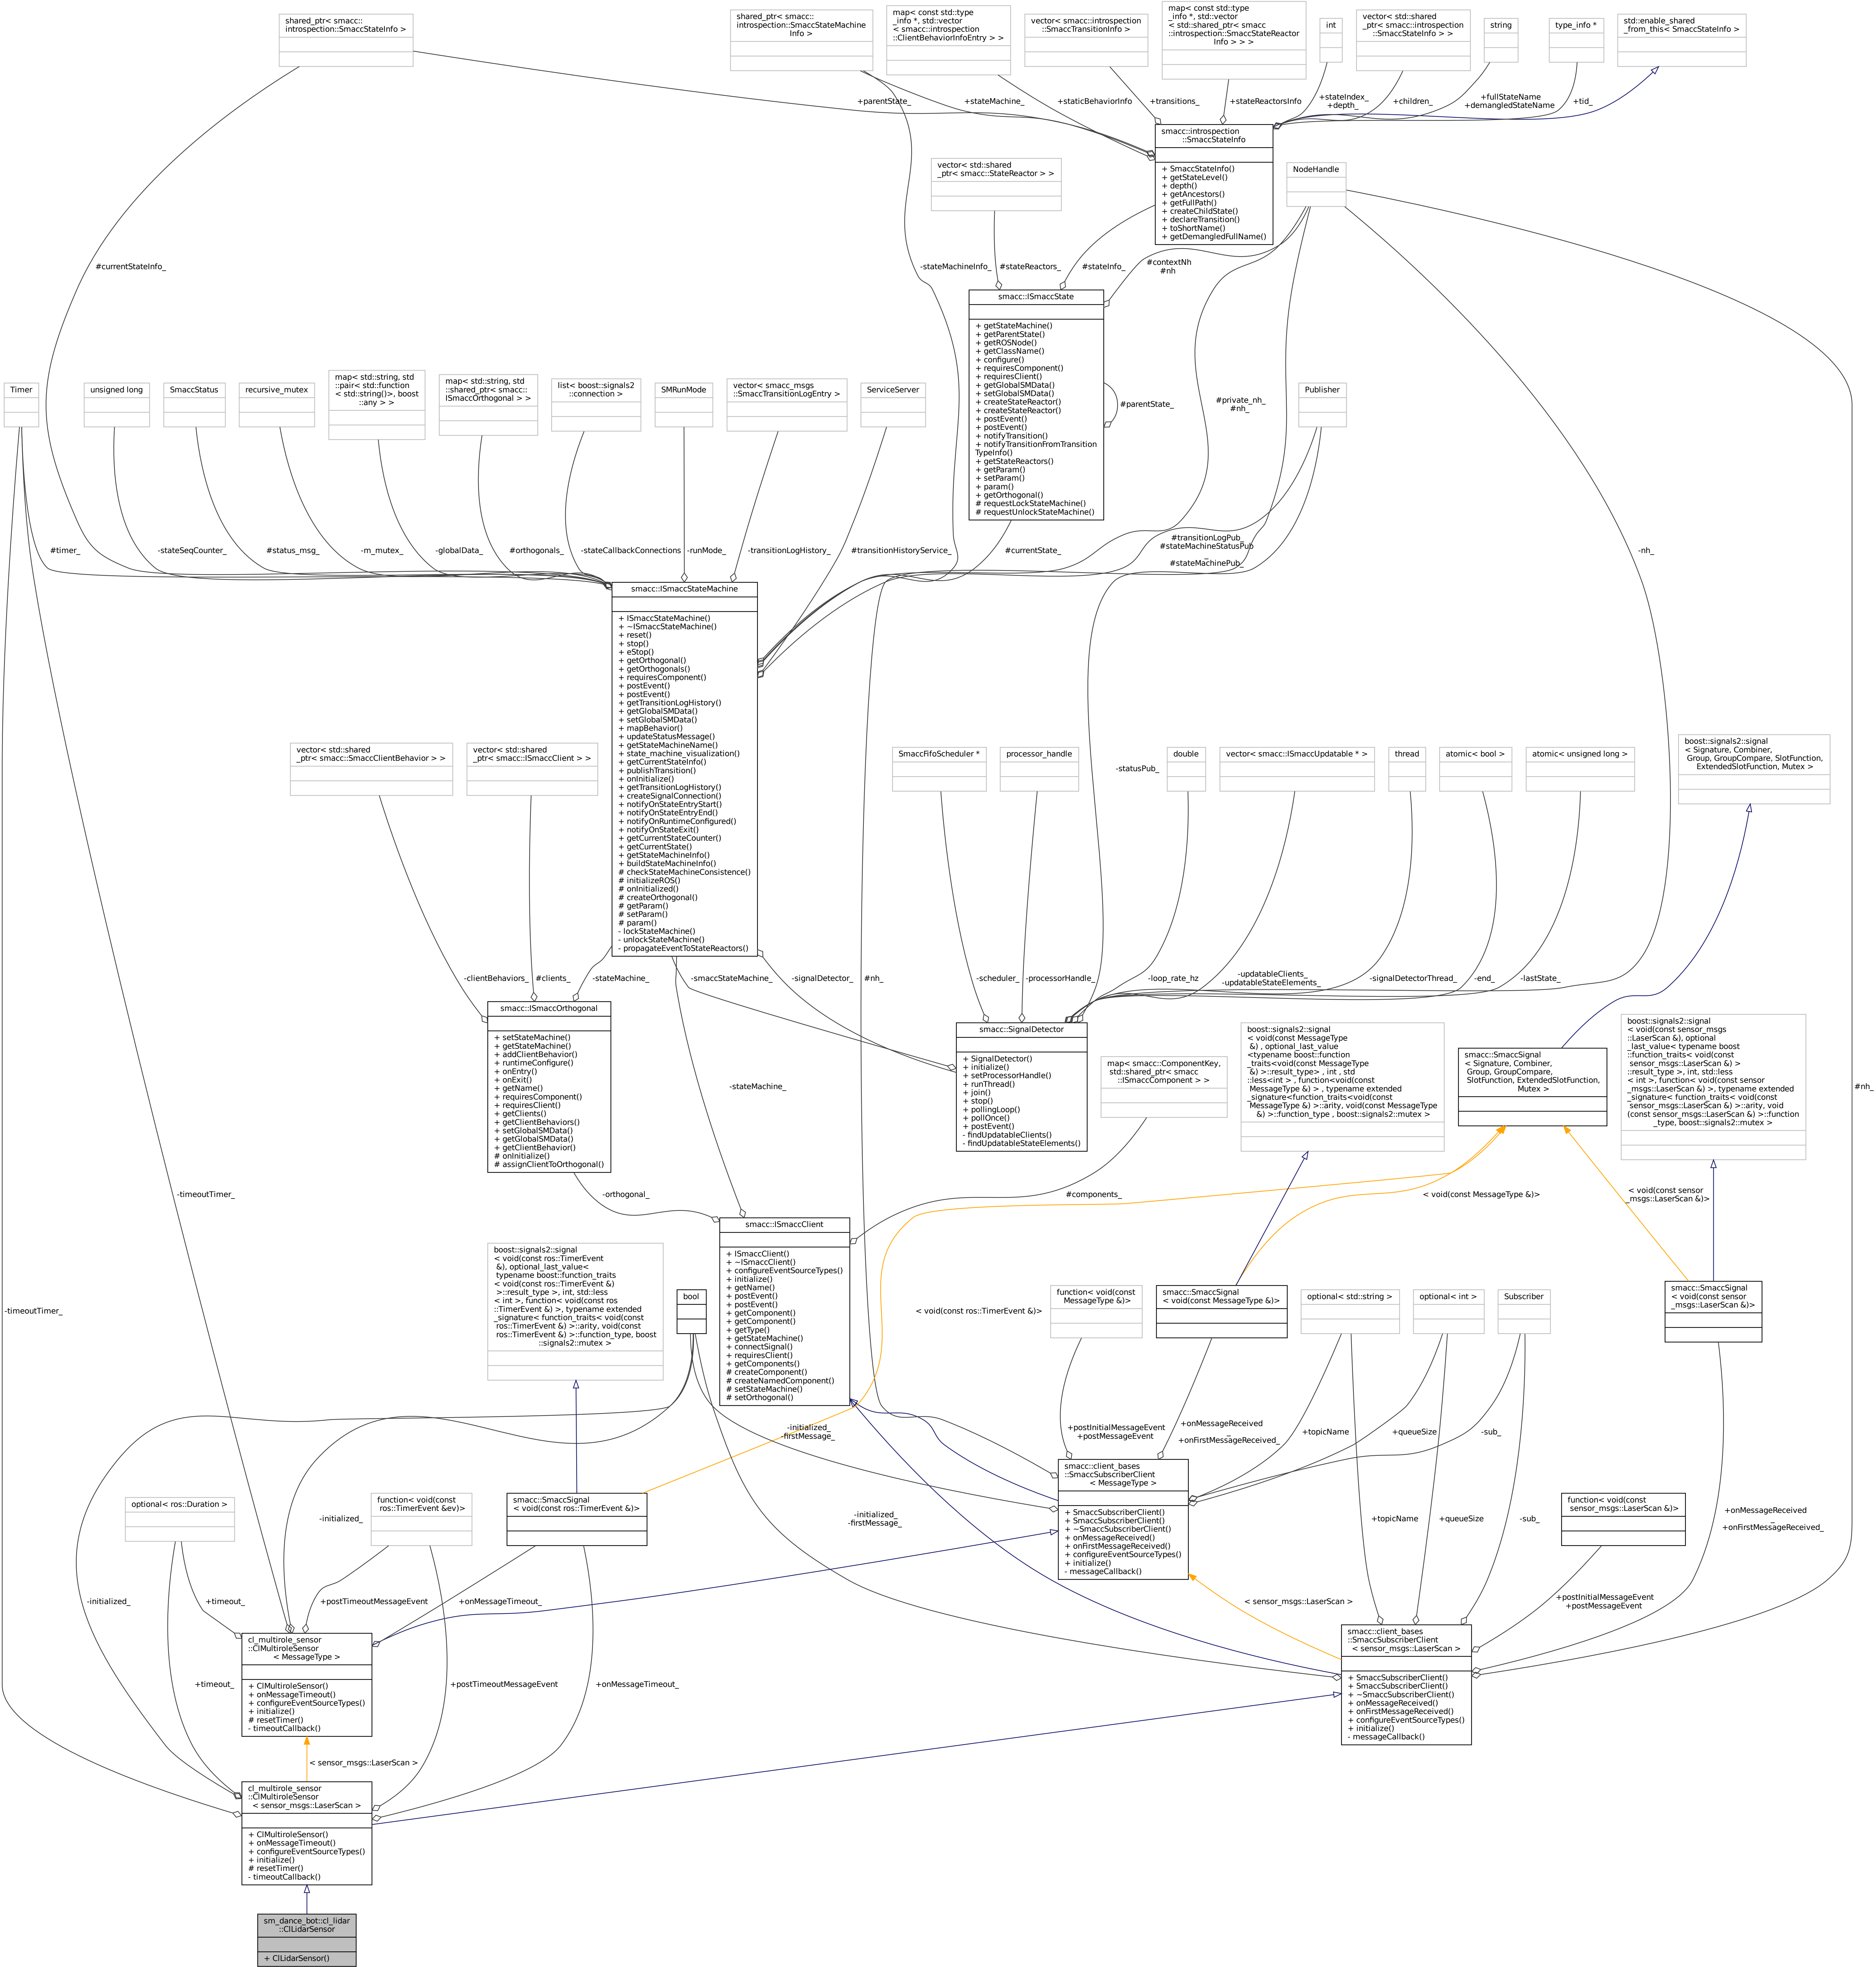 shared_ptr< smacc::
introspection::SmaccStateInfo >
shared_ptr< smacc::
introspection::SmaccStateMachine
Info >
map< const std::type
_info *, std::vector
< smacc::introspection
::ClientBehaviorInfoEntry > >
vector< smacc::introspection
::SmaccTransitionInfo >
map< const std::type
_info *, std::vector
< std::shared_ptr< smacc
::introspection::SmaccStateReactor
Info > > >
int
vector< std::shared
_ptr< smacc::introspection
::SmaccStateInfo > >
string
type_info *
std::enable_shared
_from_this< SmaccStateInfo >
+parentState_
+stateMachine_
+staticBehaviorInfo
+transitions_
+stateReactorsInfo
+stateIndex_
+depth_
+children_
+fullStateName
+demangledStateName
+tid_
smacc::introspection
::SmaccStateInfo
+ SmaccStateInfo()
+ getStateLevel()
+ depth()
+ getAncestors()
+ getFullPath()
+ createChildState()
+ declareTransition()
+ toShortName()
+ getDemangledFullName()
vector< std::shared
_ptr< smacc::StateReactor > >
NodeHandle
#currentStateInfo_
-stateMachineInfo_
#stateReactors_
#stateInfo_
#contextNh
#nh
smacc::ISmaccState
+ getStateMachine()
+ getParentState()
+ getROSNode()
+ getClassName()
+ configure()
+ requiresComponent()
+ requiresClient()
+ getGlobalSMData()
+ setGlobalSMData()
+ createStateReactor()
+ createStateReactor()
+ postEvent()
+ postEvent()
+ notifyTransition()
+ notifyTransitionFromTransition
TypeInfo()
+ getStateReactors()
+ getParam()
+ setParam()
+ param()
+ getOrthogonal()
# requestLockStateMachine()
# requestUnlockStateMachine()
#parentState_
#private_nh_
#nh_
Timer
unsigned long
SmaccStatus
recursive_mutex
map< std::string, std
::pair< std::function
< std::string()>, boost
::any > >
map< std::string, std
::shared_ptr< smacc::
ISmaccOrthogonal > >
list< boost::signals2
::connection >
SMRunMode
vector< smacc_msgs
::SmaccTransitionLogEntry >
ServiceServer
Publisher
#timer_
-stateSeqCounter_
#status_msg_
-m_mutex_
-globalData_
#orthogonals_
-stateCallbackConnections
-runMode_
-transitionLogHistory_
#transitionHistoryService_
#currentState_
#transitionLogPub_
#stateMachineStatusPub
_
#stateMachinePub_
-nh_
smacc::ISmaccStateMachine
+ ISmaccStateMachine()
+ ~ISmaccStateMachine()
+ reset()
+ stop()
+ eStop()
+ getOrthogonal()
+ getOrthogonals()
+ requiresComponent()
+ postEvent()
+ postEvent()
+ getTransitionLogHistory()
+ getGlobalSMData()
+ setGlobalSMData()
+ mapBehavior()
+ updateStatusMessage()
+ getStateMachineName()
+ state_machine_visualization()
+ getCurrentStateInfo()
+ publishTransition()
+ onInitialize()
+ getTransitionLogHistory()
+ createSignalConnection()
+ notifyOnStateEntryStart()
+ notifyOnStateEntryEnd()
+ notifyOnRuntimeConfigured()
+ notifyOnStateExit()
+ getCurrentStateCounter()
+ getCurrentState()
+ getStateMachineInfo()
+ buildStateMachineInfo()
# checkStateMachineConsistence()
# initializeROS()
# onInitialized()
# createOrthogonal()
# getParam()
# setParam()
# param()
- lockStateMachine()
- unlockStateMachine()
- propagateEventToStateReactors()
vector< std::shared
_ptr< smacc::SmaccClientBehavior > >
vector< std::shared
_ptr< smacc::ISmaccClient > >
SmaccFifoScheduler *
processor_handle
-statusPub_
double
vector< smacc::ISmaccUpdatable * >
thread
atomic< bool >
atomic< unsigned long >
boost::signals2::signal
< Signature, Combiner,
Group, GroupCompare, SlotFunction,
ExtendedSlotFunction, Mutex >
-clientBehaviors_
#clients_
-stateMachine_
-smaccStateMachine_
-signalDetector_
#nh_
-scheduler_
-processorHandle_
-loop_rate_hz
-updatableClients_
-updatableStateElements_
-signalDetectorThread_
-end_
-lastState_
smacc::ISmaccOrthogonal
+ setStateMachine()
+ getStateMachine()
+ addClientBehavior()
+ runtimeConfigure()
+ onEntry()
+ onExit()
+ getName()
+ requiresComponent()
+ requiresClient()
+ getClients()
+ getClientBehaviors()
+ setGlobalSMData()
+ getGlobalSMData()
+ getClientBehavior()
# onInitialize()
# assignClientToOrthogonal()
smacc::SignalDetector
+ SignalDetector()
+ initialize()
+ setProcessorHandle()
+ runThread()
+ join()
+ stop()
+ pollingLoop()
+ pollOnce()
+ postEvent()
- findUpdatableClients()
- findUpdatableStateElements()
-stateMachine_
map< smacc::ComponentKey,
std::shared_ptr< smacc
::ISmaccComponent > >
boost::signals2::signal
< void(const MessageType
&) , optional_last_value
<typename boost::function
_traits<void(const MessageType
&) >::result_type> , int , std
::less<int > , function<void(const
MessageType &) > , typename extended
_signature<function_traits<void(const
MessageType &) >::arity, void(const MessageType
&) >::function_type , boost::signals2::mutex >
smacc::SmaccSignal
< Signature, Combiner,
Group, GroupCompare,
SlotFunction, ExtendedSlotFunction,
Mutex >
boost::signals2::signal
< void(const sensor_msgs
::LaserScan &), optional
_last_value< typename boost
::function_traits< void(const
sensor_msgs::LaserScan &) >
::result_type >, int, std::less
< int >, function< void(const sensor
_msgs::LaserScan &) >, typename extended
_signature< function_traits< void(const
sensor_msgs::LaserScan &) >::arity, void
(const sensor_msgs::LaserScan &) >::function
_type, boost::signals2::mutex >
#nh_
-timeoutTimer_
-orthogonal_
#components_
< void(const MessageType &)>
< void(const sensor
_msgs::LaserScan &)>
smacc::ISmaccClient
+ ISmaccClient()
+ ~ISmaccClient()
+ configureEventSourceTypes()
+ initialize()
+ getName()
+ postEvent()
+ postEvent()
+ getComponent()
+ getComponent()
+ getType()
+ getStateMachine()
+ connectSignal()
+ requiresClient()
+ getComponents()
# createComponent()
# createNamedComponent()
# setStateMachine()
# setOrthogonal()
boost::signals2::signal
< void(const ros::TimerEvent
&), optional_last_value<
typename boost::function_traits
< void(const ros::TimerEvent &)
>::result_type >, int, std::less
< int >, function< void(const ros
::TimerEvent &) >, typename extended
_signature< function_traits< void(const
ros::TimerEvent &) >::arity, void(const
ros::TimerEvent &) >::function_type, boost
::signals2::mutex >
bool
-timeoutTimer_
< void(const ros::TimerEvent &)>
function< void(const
MessageType &)>
smacc::SmaccSignal
< void(const MessageType &)>
optional< std::string >
optional< int >
Subscriber
smacc::SmaccSignal
< void(const sensor
_msgs::LaserScan &)>
-initialized_
-firstMessage_
+postInitialMessageEvent
+postMessageEvent
+onMessageReceived
_
+onFirstMessageReceived_
+topicName
+queueSize
-sub_
smacc::client_bases
::SmaccSubscriberClient
< MessageType >
+ SmaccSubscriberClient()
+ SmaccSubscriberClient()
+ ~SmaccSubscriberClient()
+ onMessageReceived()
+ onFirstMessageReceived()
+ configureEventSourceTypes()
+ initialize()
- messageCallback()
optional< ros::Duration >
-initialized_
function< void(const
ros::TimerEvent &ev)>
smacc::SmaccSignal
< void(const ros::TimerEvent &)>
-initialized_
-firstMessage_
+topicName
+queueSize
-sub_
function< void(const
sensor_msgs::LaserScan &)>
+onMessageReceived
_
+onFirstMessageReceived_
-initialized_
+timeout_
+postTimeoutMessageEvent
+onMessageTimeout_
< sensor_msgs::LaserScan >
+postInitialMessageEvent
+postMessageEvent
cl_multirole_sensor
::ClMultiroleSensor
< MessageType >
+ ClMultiroleSensor()
+ onMessageTimeout()
+ configureEventSourceTypes()
+ initialize()
# resetTimer()
- timeoutCallback()
+timeout_
+postTimeoutMessageEvent
+onMessageTimeout_
smacc::client_bases
::SmaccSubscriberClient
< sensor_msgs::LaserScan >
+ SmaccSubscriberClient()
+ SmaccSubscriberClient()
+ ~SmaccSubscriberClient()
+ onMessageReceived()
+ onFirstMessageReceived()
+ configureEventSourceTypes()
+ initialize()
- messageCallback()
< sensor_msgs::LaserScan >
cl_multirole_sensor
::ClMultiroleSensor
< sensor_msgs::LaserScan >
+ ClMultiroleSensor()
+ onMessageTimeout()
+ configureEventSourceTypes()
+ initialize()
# resetTimer()
- timeoutCallback()
sm_dance_bot::cl_lidar
::ClLidarSensor
+ ClLidarSensor()